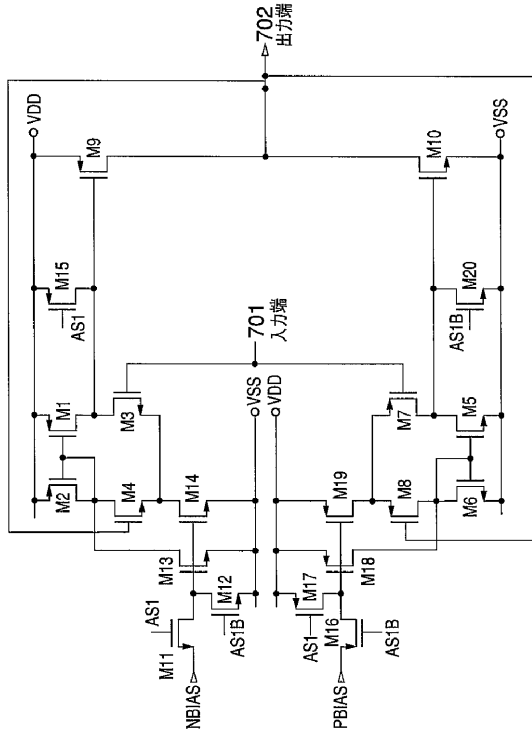 702
出力端
VDD
M9
M10
VSS
M15
AS1
M20
AS1B
701
入力端
M1
M3
VSS
VDD
M7
M5
M2
M4
M14
M19
M8
M6
M13
M12
M17
M18
AS1
M11
AS1B
AS1
M16
AS1B
NBIAS
PBIAS